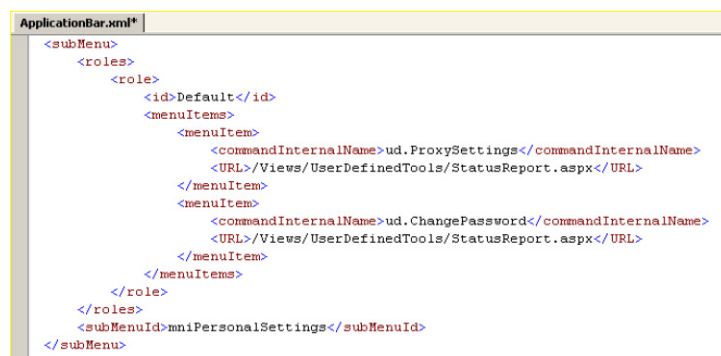 ApplicationBar.xml*
<subMenu>
<roles>
<role>
<id>Default</id>
<menuItems>
<menuItem>
<commandInternalName>ud.ProxySettings</commandInternalName>
<URL>/Views/UserDefinedTools/StatusReport.aspx</URL>
</menuItem>
<menuItem>
<commandInternalName>ud.ChangePassword</commandInternalName>
<URL>/Views/UserDefinedTools/StatusReport.aspx</URL>
</menuItem>
</menuItems>
</role>
</roles>
<subMenuId>mniPersonalSettings</subMenuId>
</subMenu>